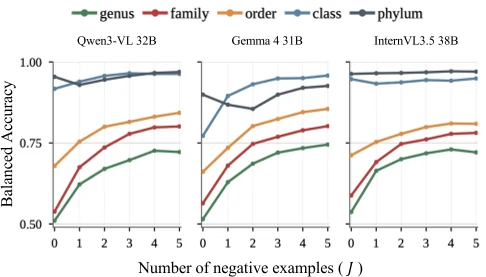 genus family order class phylum
Qwen3-VL 32B Gemma 4 31B InternVL3.5 38B
Balanced Accuracy
1.00
0.75
0.50
0 1 2 3 4 5 0 1 2 3 4 5 0 1 2 3 4 5
Number of negative examples ( J )